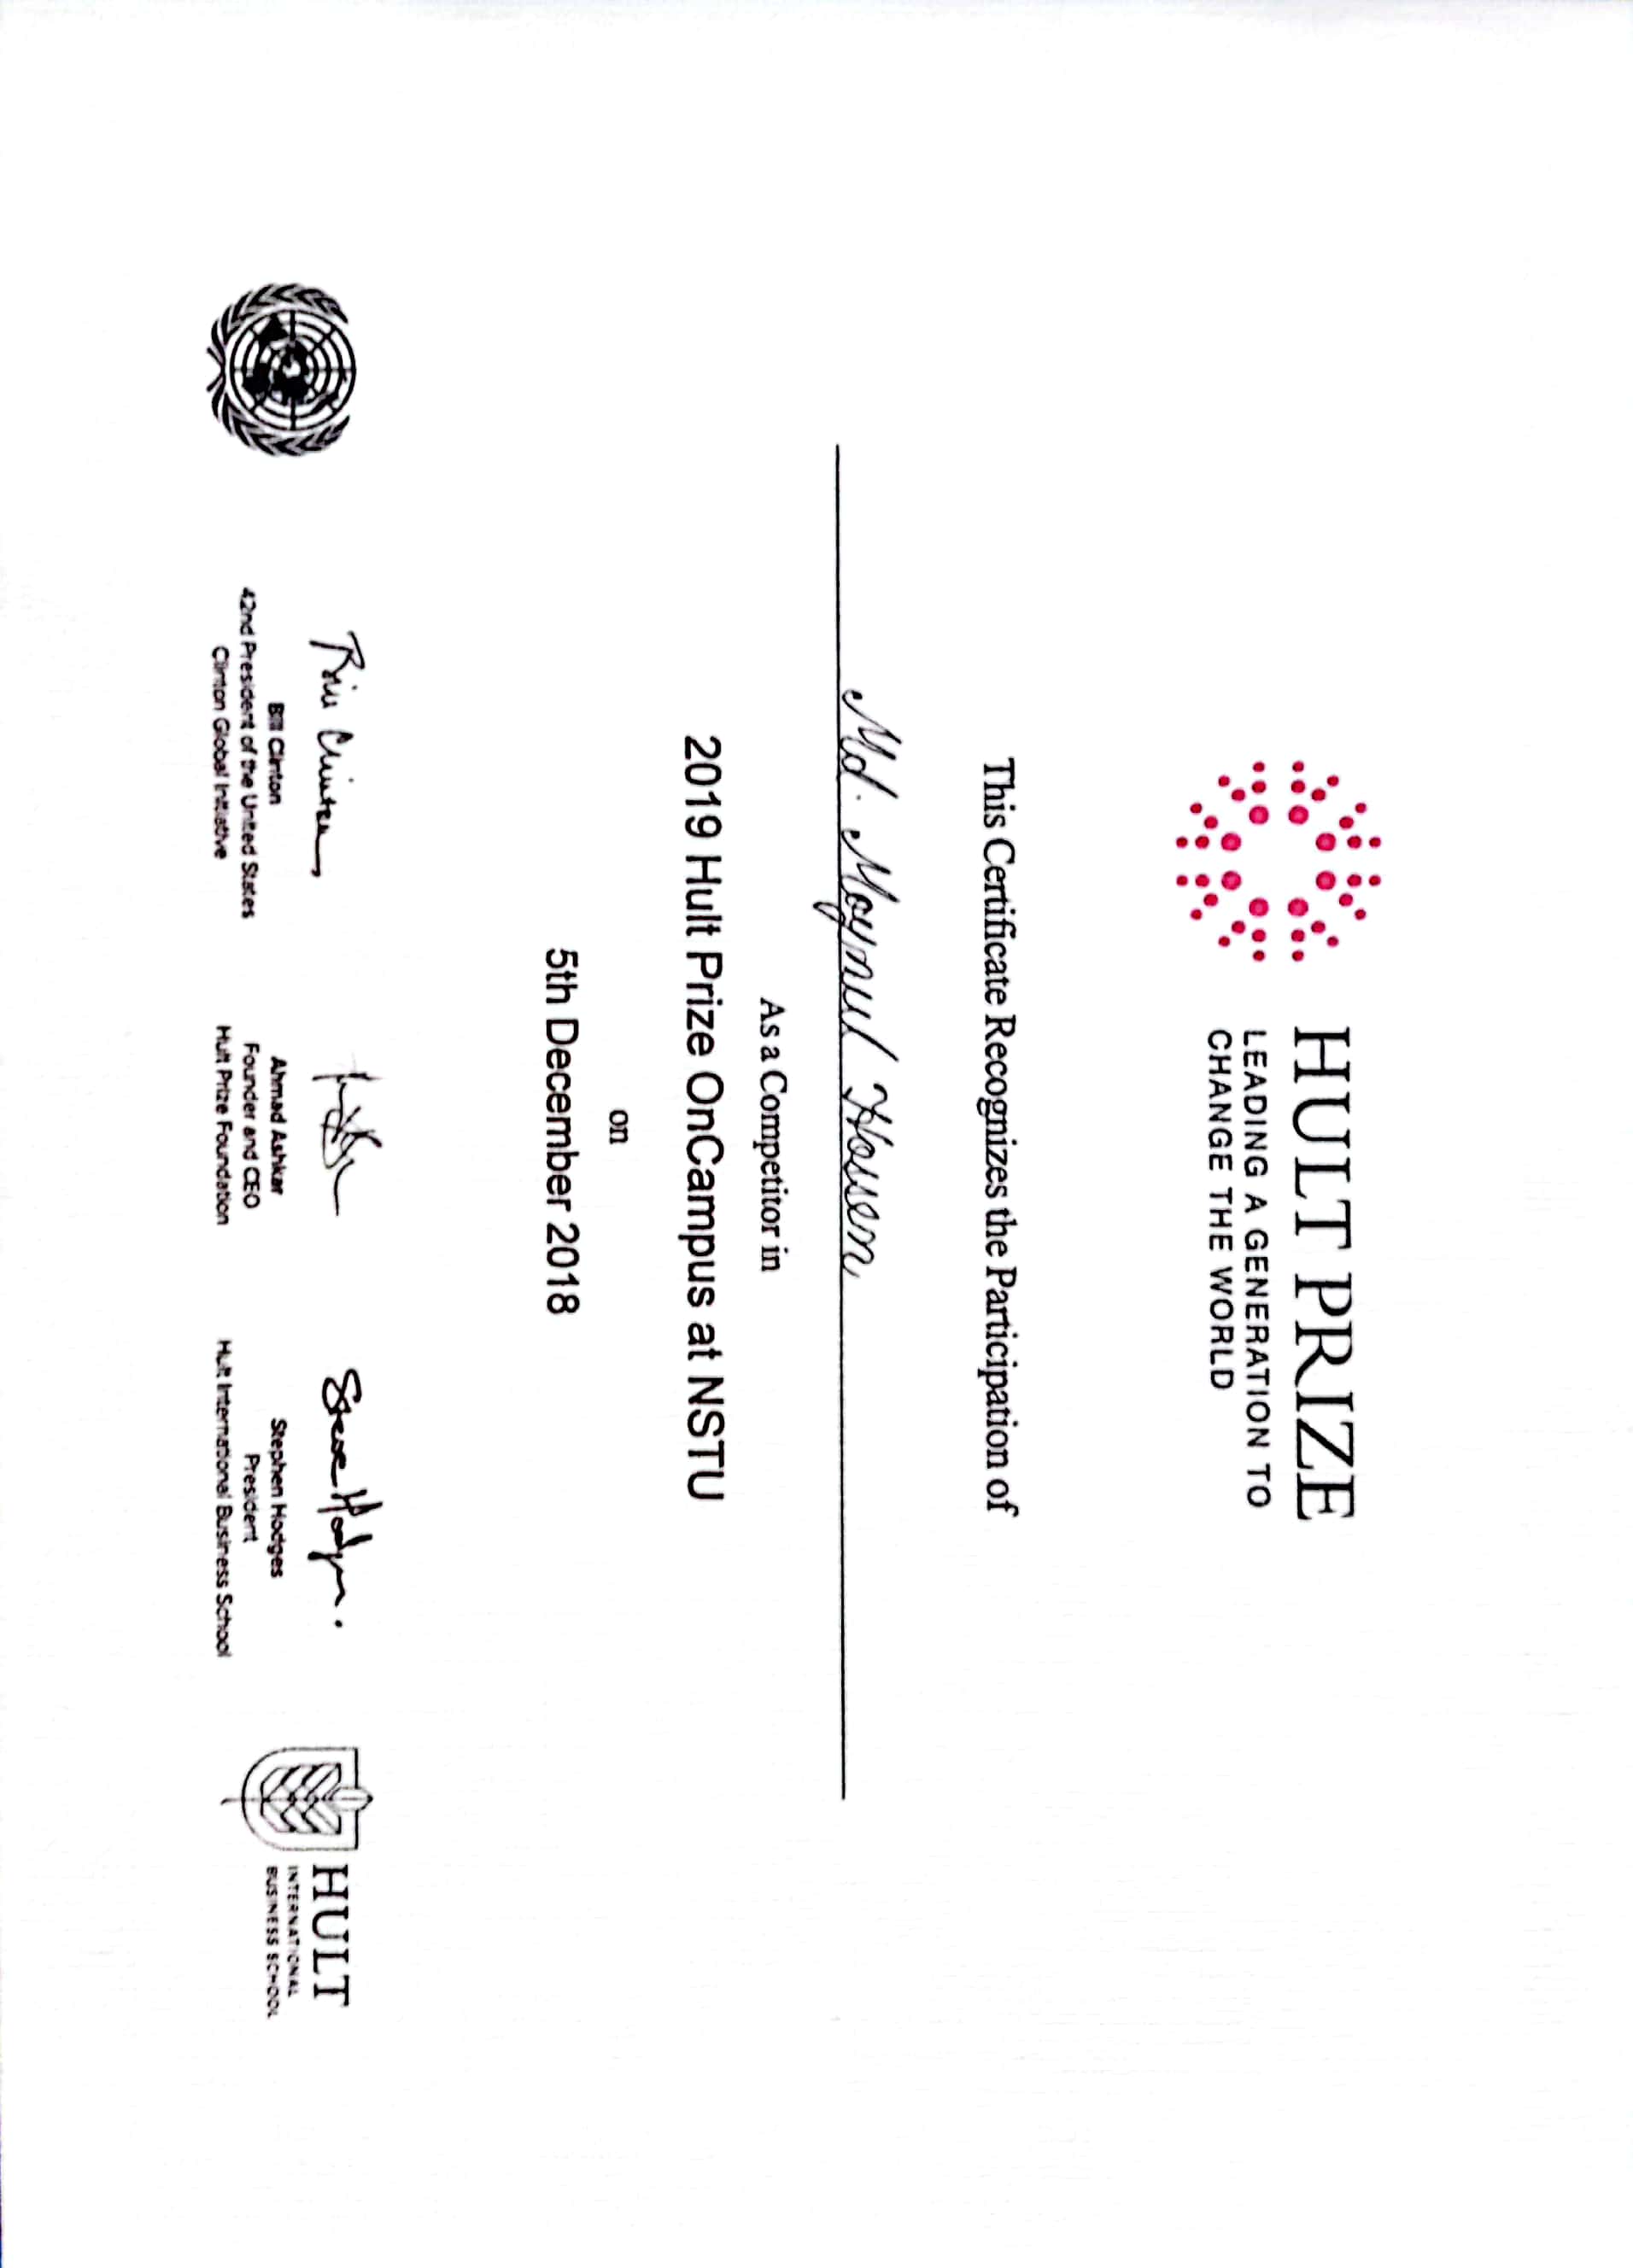 HULT PRIZE
LEADING A GENERATION TO
CHANGE THE WORLD
This Certificate Recognizes the Participation of
Md. Moynul Hossen
As a Competitor in
2019 Hult Prize OnCampus at NSTU
on
5th December 2018
Bill Clinton
Bill Clinton
42nd President of the United States
Clinton Global Initiative
Ahmad Ashkar
Founder and CEO
Hult Prize Foundation
Steve Hodges.
Stephen Hodges
President
Hult International Business School
HULT
INTERNATIONAL
BUSINESS SCHOOL